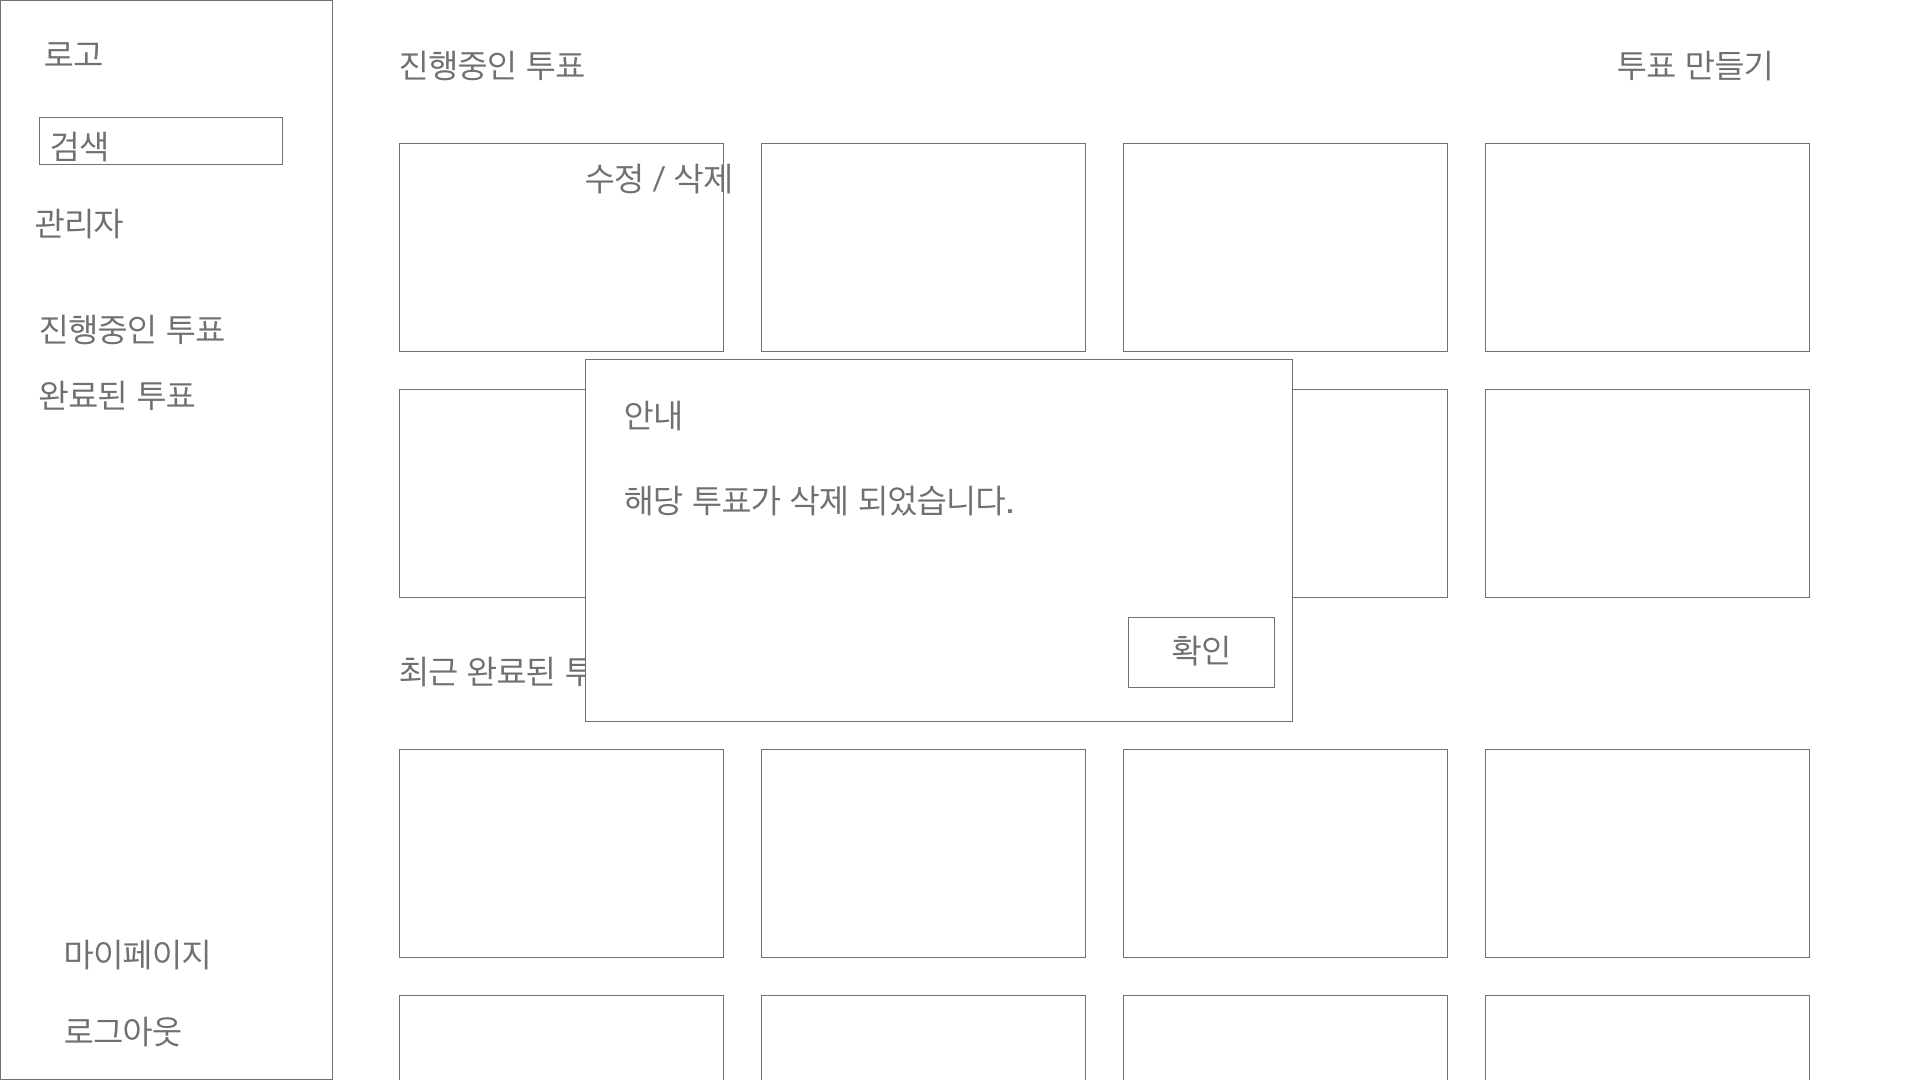 로고
검색
관리자
진행중인 투표
완료된 투표
마이페이지
로그아웃
진행중인 투표
투표 만들기
수정 / 삭제
안내
해당 투표가 삭제 되었습니다.
확인
최근 완료된 투